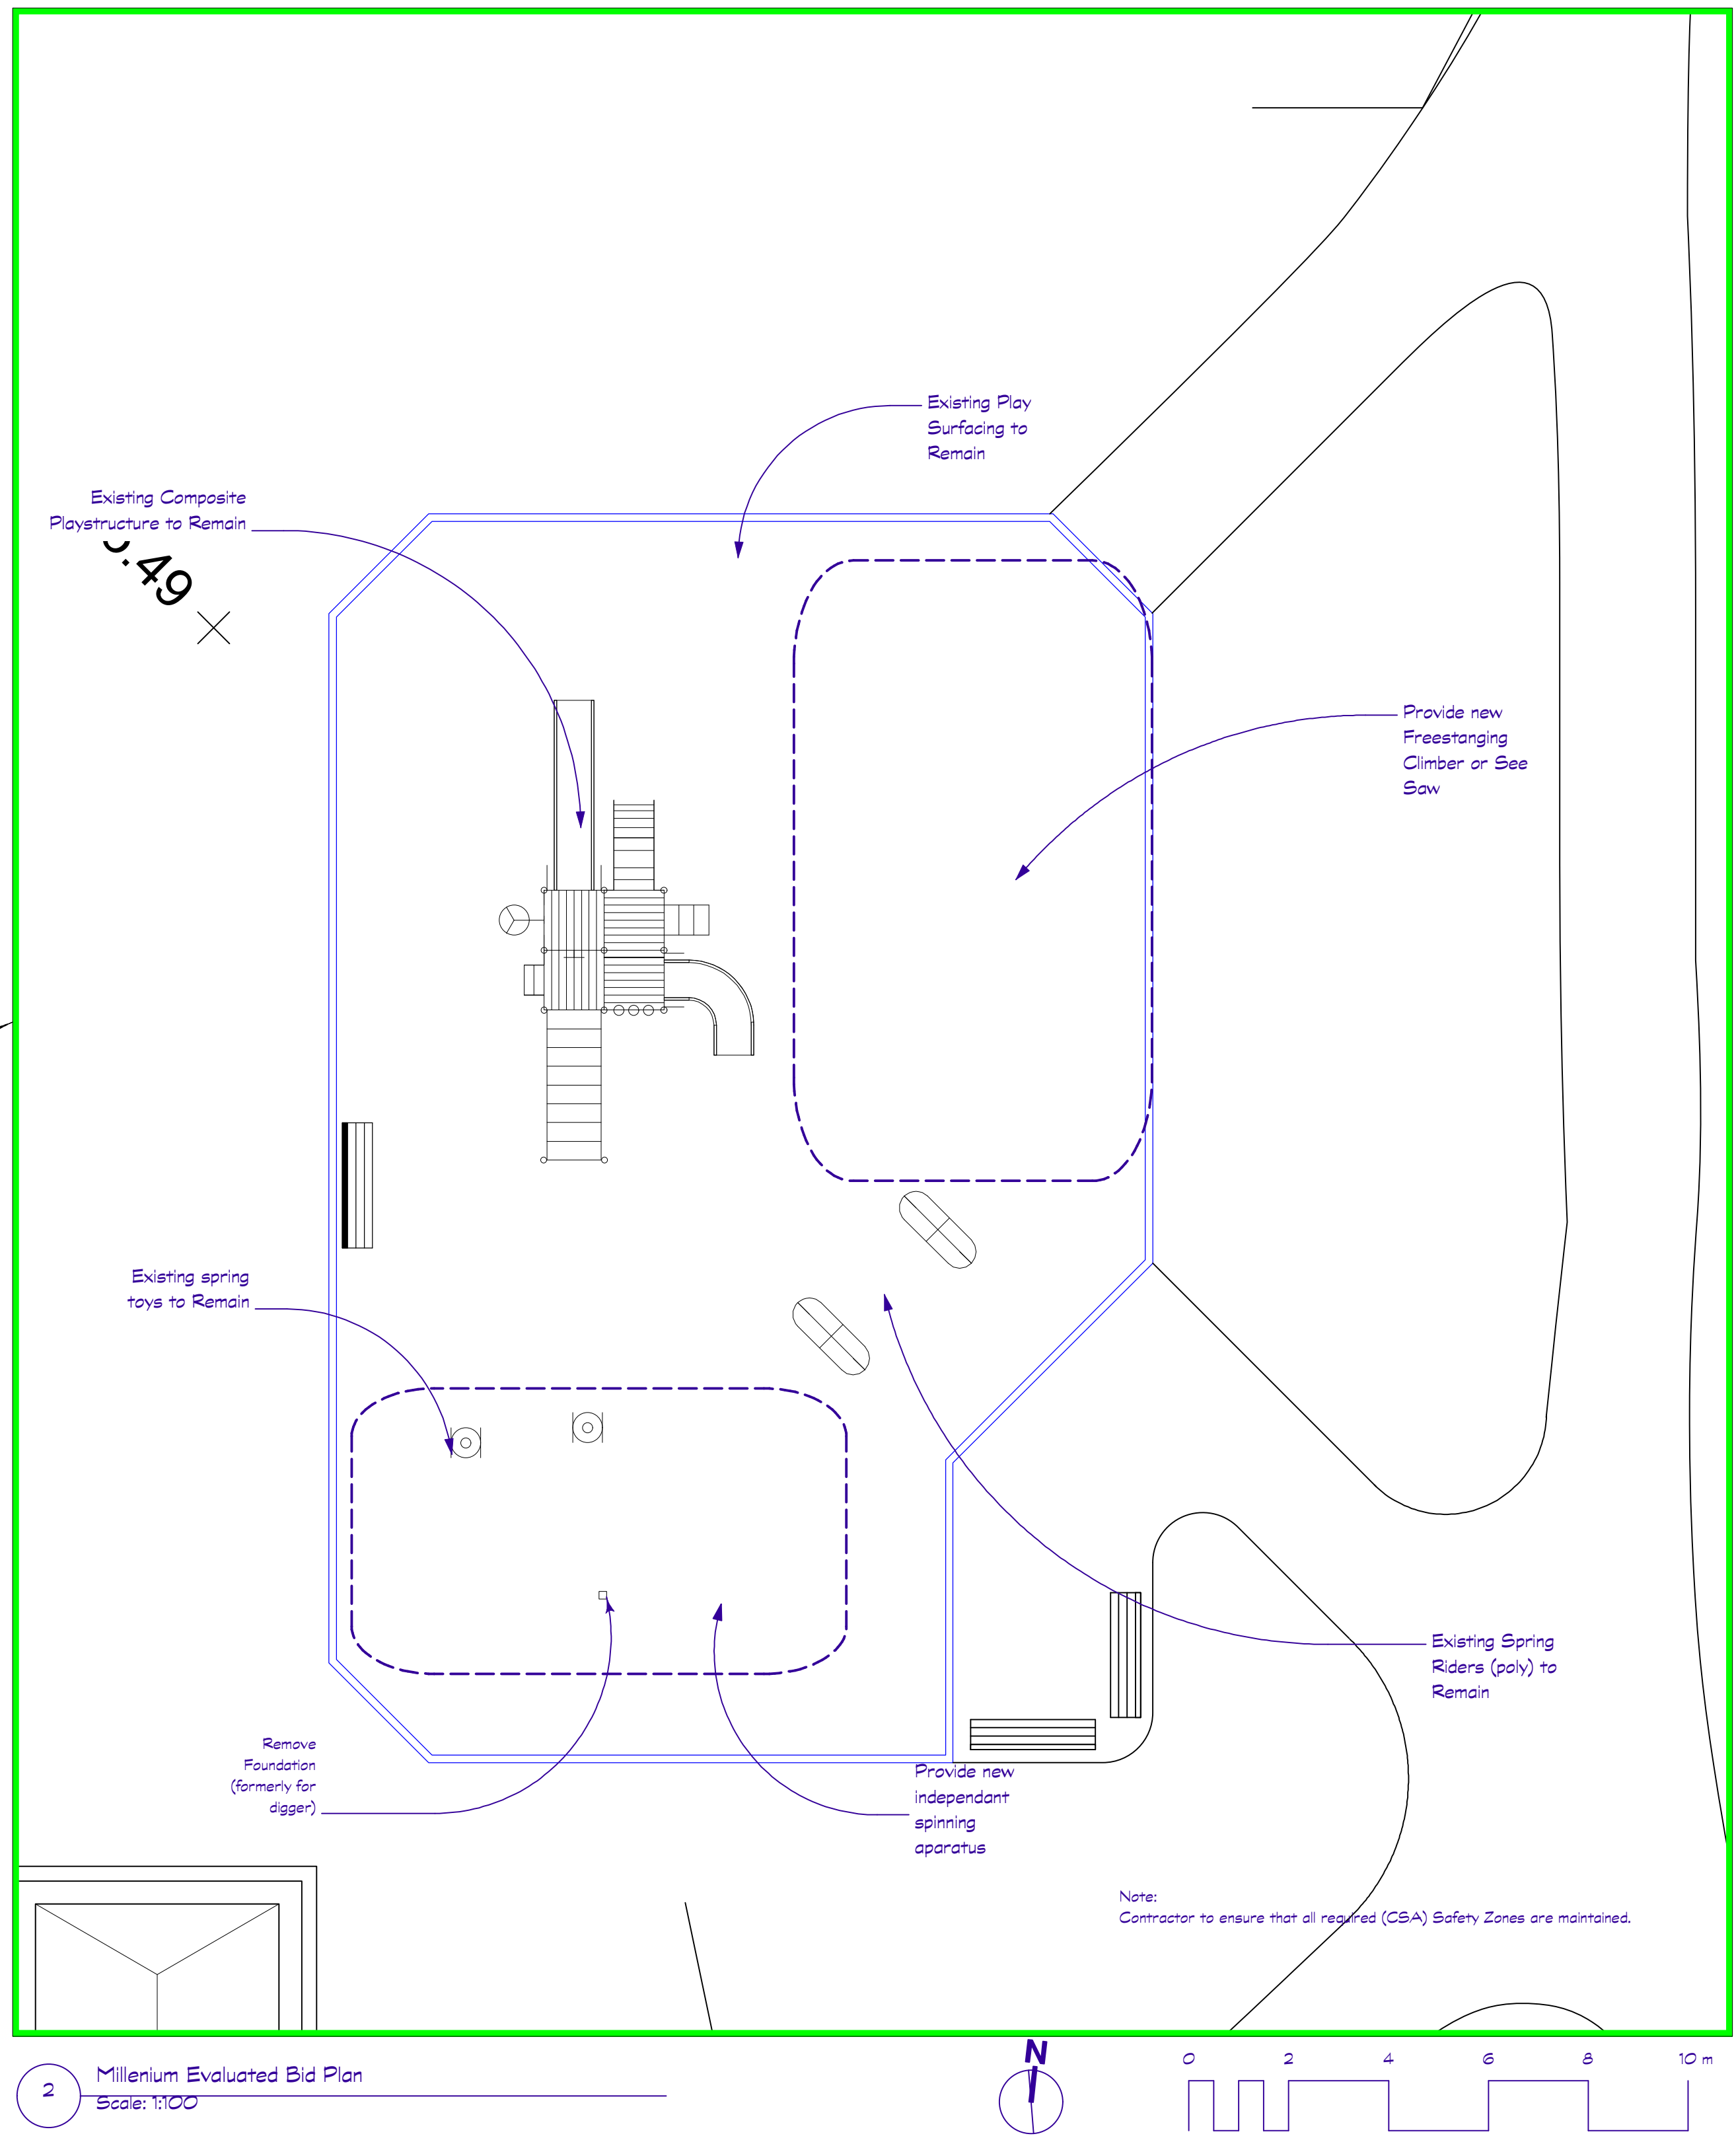 Existing Play
Surfacing to
Remain
Existing Composite
Playstructure to Remain
.49
Provide new
Freestanging
Climber or See
Saw
Existing spring
toys to Remain
Existing Spring
Riders (poly) to
Remain
Remove
Foundation
(formerly for
digger)
Provide new
independant
spinning
aparatus
Note:
Contractor to ensure that all required (CSA) Safety Zones are maintained.
2
Millenium Evaluated Bid Plan
Scale: 1:100
N
0 2 4 6 8 10 m